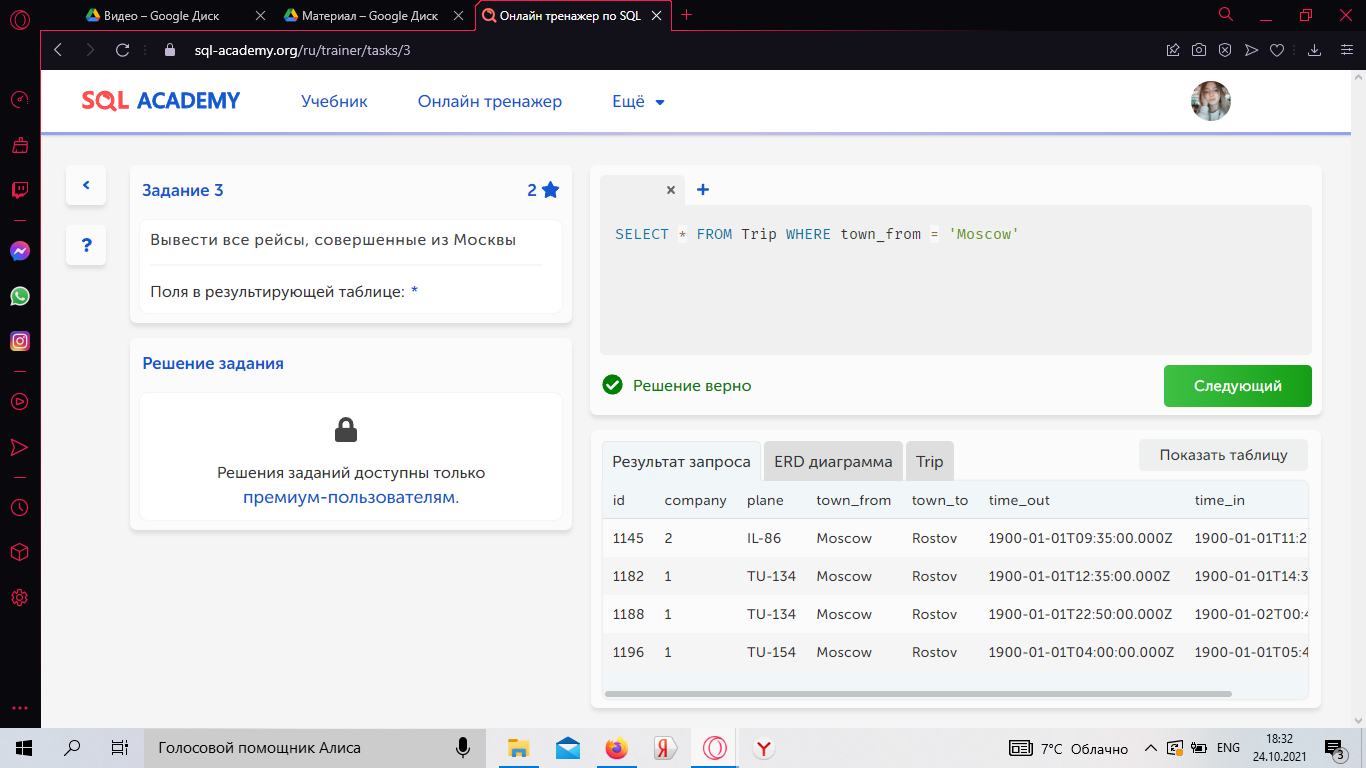 Видео – Google Диск
Материал – Google Диск
Онлайн тренажер по SQL
sql-academy.org/ru/trainer/tasks/3
SQL ACADEMY
Учебник
Онлайн тренажер
Ещё
Задание 3
2
Вывести все рейсы, совершенные из Москвы
Поля в результирующей таблице: *
Решение задания
Решения заданий доступны только
премиум-пользователям.
SELECT * FROM Trip WHERE town_from = 'Moscow'
Решение верно
Следующий
Результат запроса
ERD диаграмма
Trip
Показать таблицу
id company plane town_from town_to time_out time_in
1145 2 IL-86 Moscow Rostov 1900-01-01T09:35:00.000Z 1900-01-01T11:2
1182 1 TU-134 Moscow Rostov 1900-01-01T12:35:00.000Z 1900-01-01T14:3
1188 1 TU-134 Moscow Rostov 1900-01-01T22:50:00.000Z 1900-01-02T00:4
1196 1 TU-154 Moscow Rostov 1900-01-01T04:00:00.000Z 1900-01-01T05:4
Голосовой помощник Алиса
7°C Облачно
ENG
18:32
24.10.2021
3